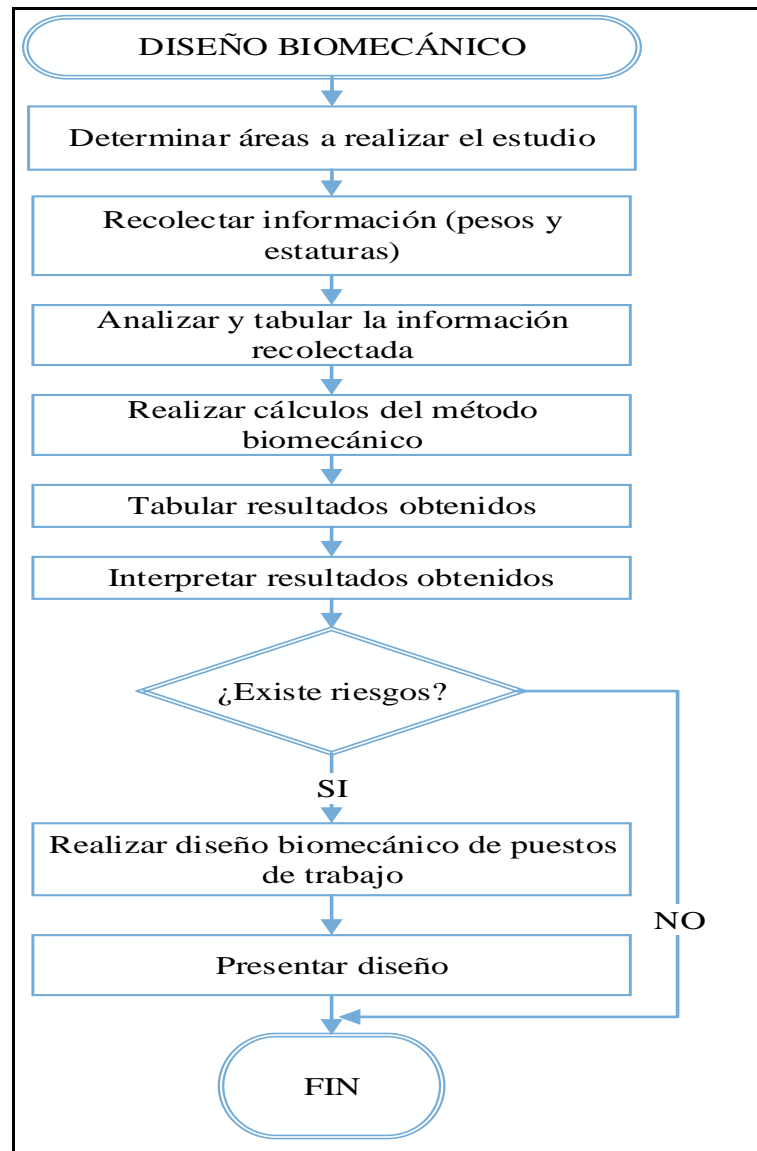 DISEÑO BIOMECÁNICO
Determinar áreas a realizar el estudio
Recolectar información (pesos y
estaturas)
Analizar y tabular la información
recolectada
Realizar cálculos del método
biomecánico
Tabular resultados obtenidos
Interpretar resultados obtenidos
¿Existe riesgos?
SI
Realizar diseño biomecánico de puestos
de trabajo
NO
Presentar diseño
FIN